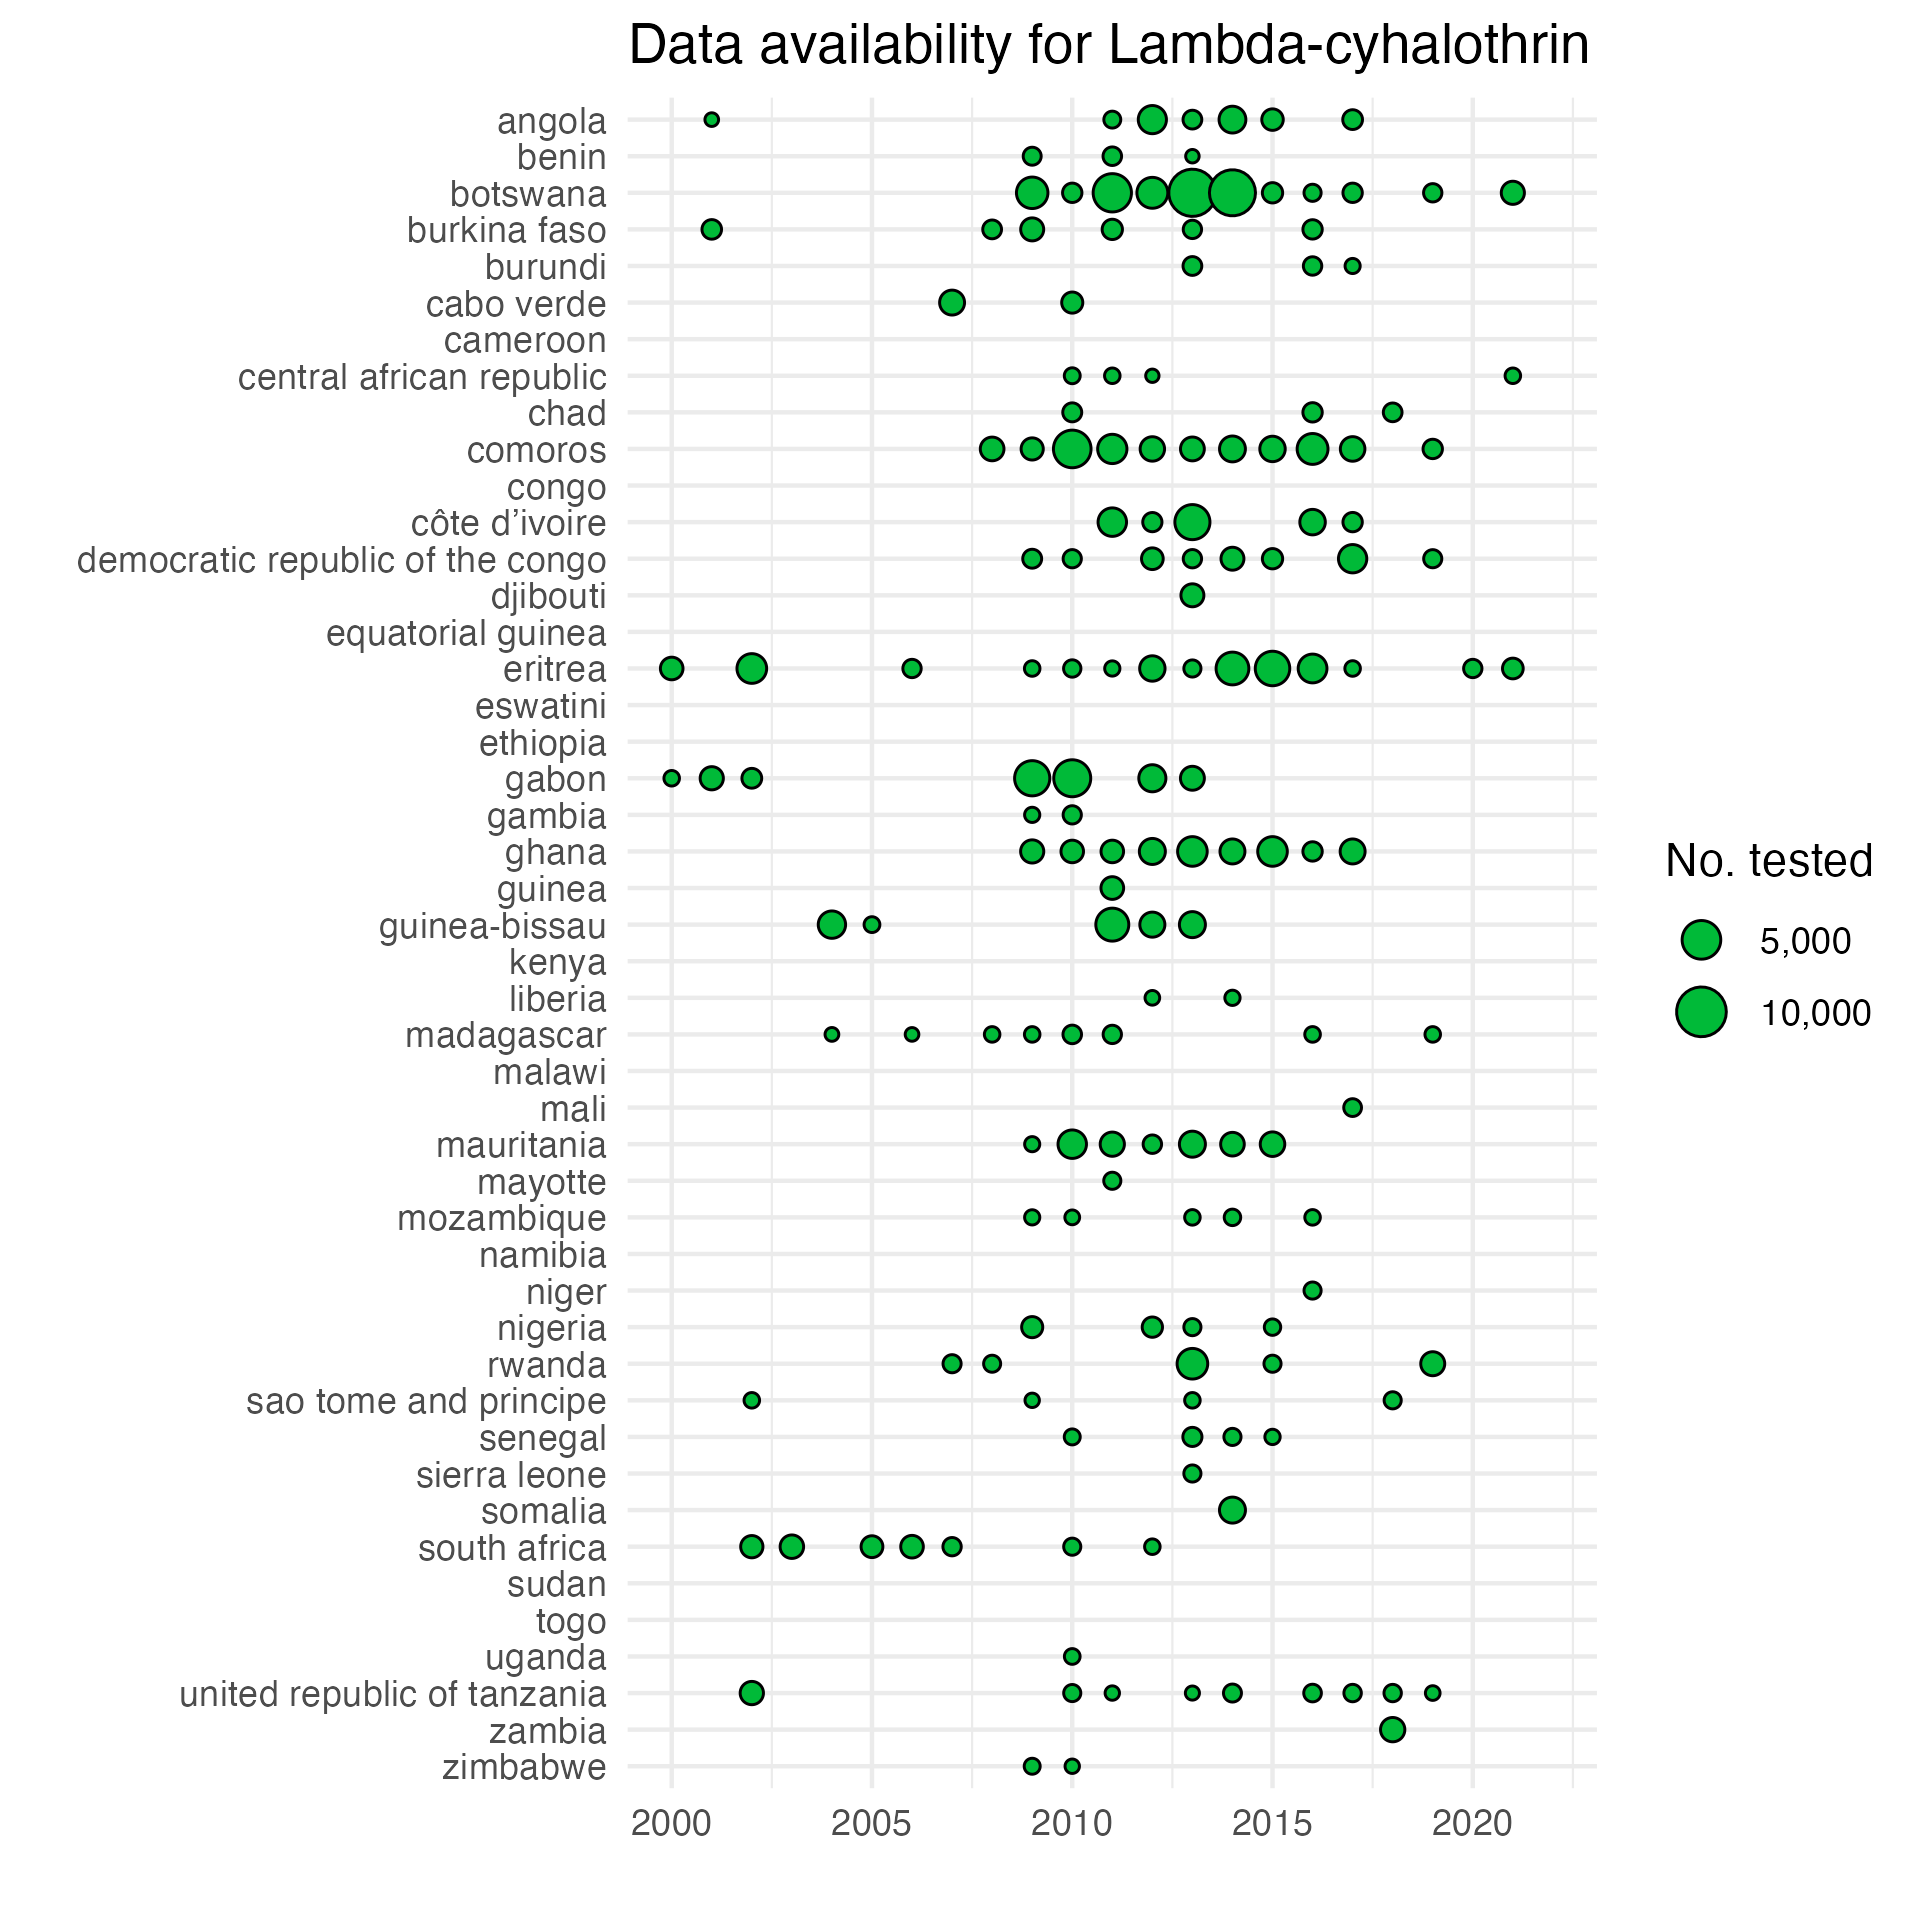 Data availability for Lambda-cyhalothrin
angola
benin
botswana
burkina faso
burundi
cabo verde
cameroon
central african republic
chad
comoros
congo
côte d’ivoire
democratic republic of the congo
djibouti
equatorial guinea
eritrea
eswatini
ethiopia
gabon
gambia
ghana
guinea
guinea-bissau
kenya
liberia
madagascar
malawi
mali
mauritania
mayotte
mozambique
namibia
niger
nigeria
rwanda
sao tome and principe
senegal
sierra leone
somalia
south africa
sudan
togo
uganda
united republic of tanzania
zambia
zimbabwe
2000 2005 2010 2015 2020
No. tested
5,000
10,000